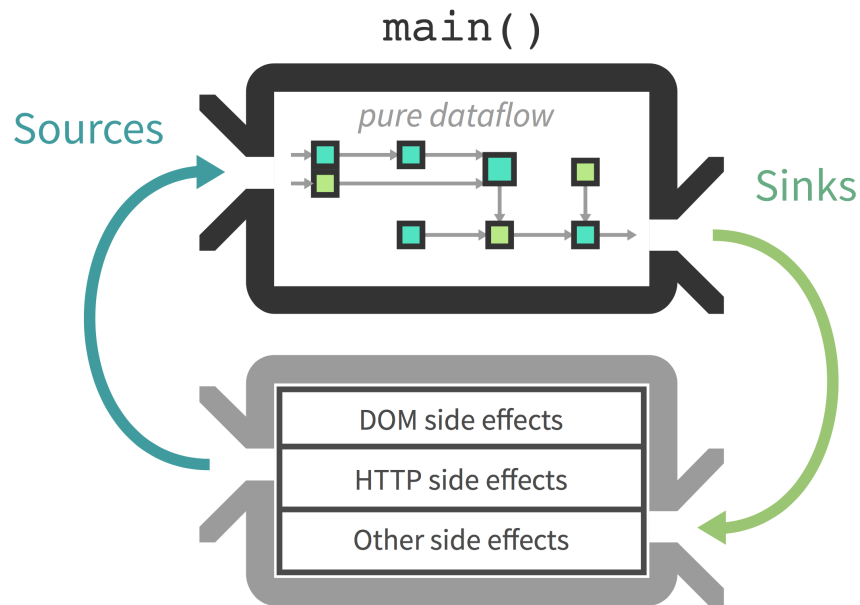 main()
Sources
pure dataflow
Sinks
DOM side effects
HTTP side effects
Other side effects